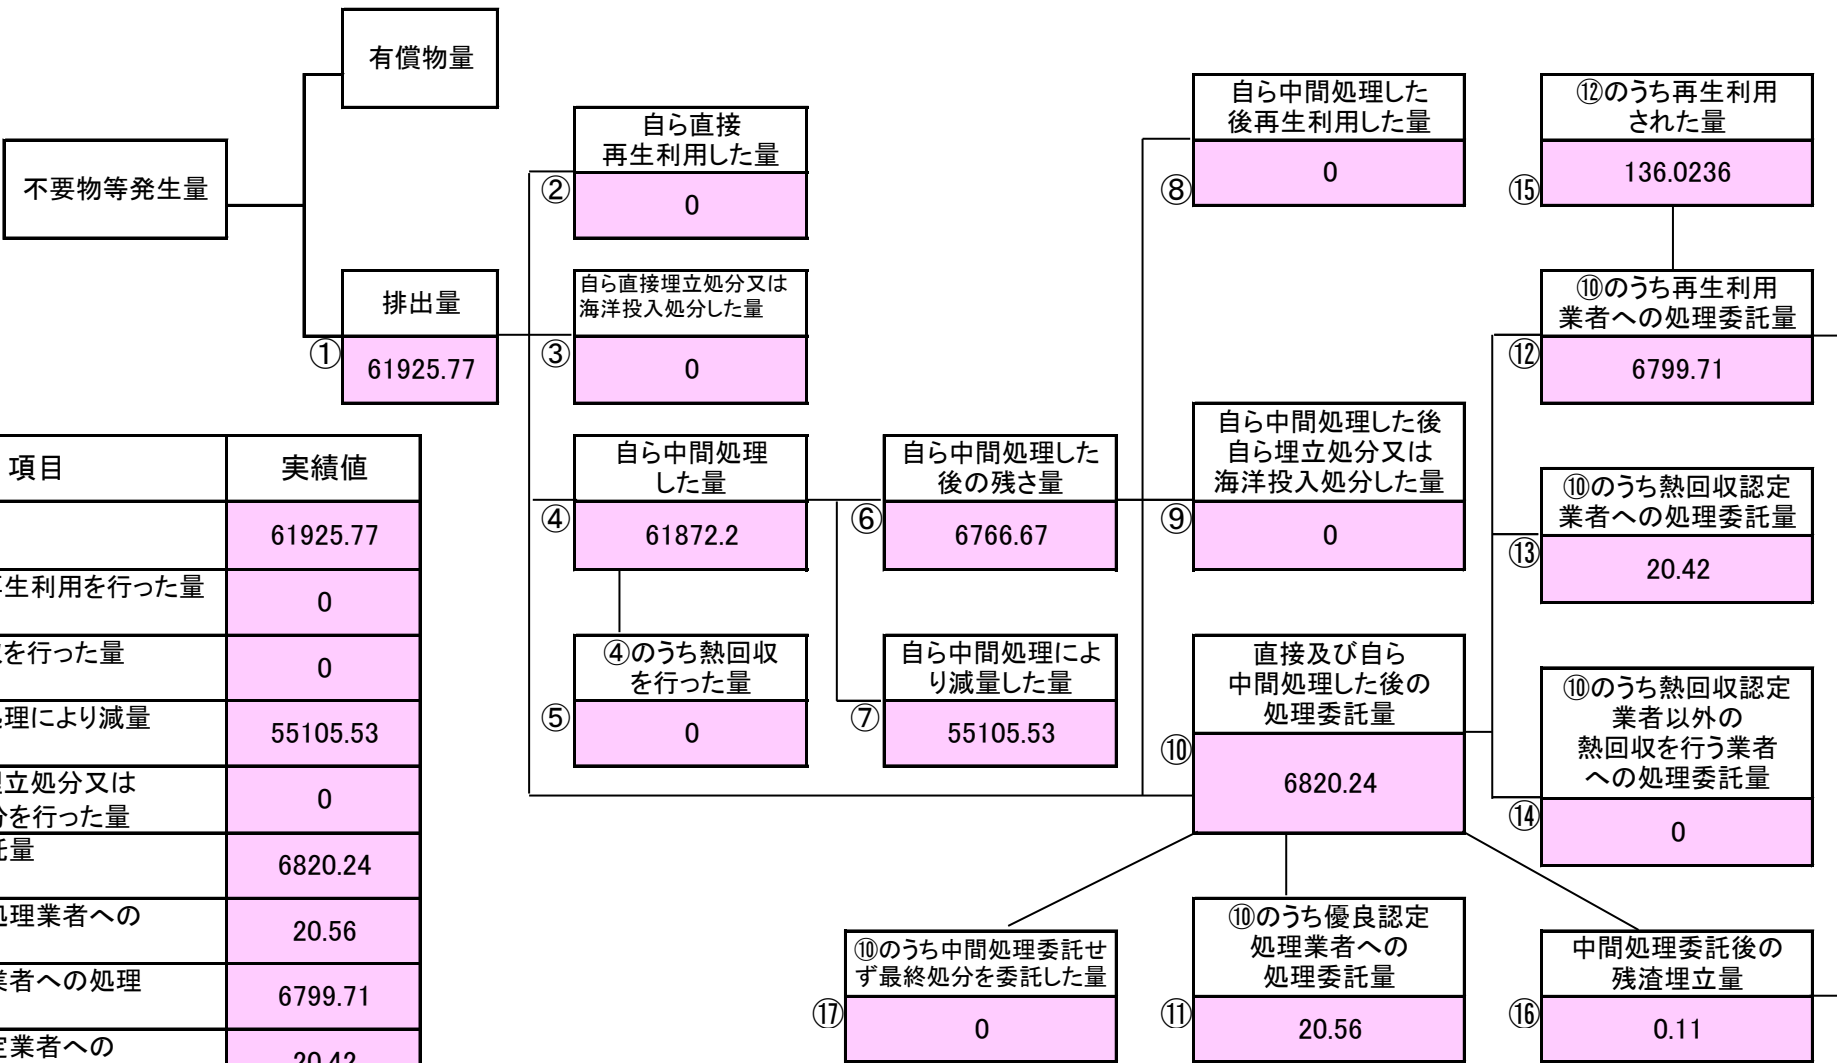 有償物量
不要物等発生量
排出量
①
61925.77
自ら直接
再生利用した量
②
0
自ら直接埋立処分又は
海洋投入処分した量
③
0
自ら中間処理
した量
④
61872.2
④のうち熱回収
を行った量
⑤
0
自ら中間処理した
後の残さ量
⑥
6766.67
自ら中間処理によ
り減量した量
⑦
55105.53
自ら中間処理した
後再生利用した量
⑧
0
自ら中間処理した後
自ら埋立処分又は
海洋投入処分した量
⑨
0
直接及び自ら
中間処理した後の
処理委託量
⑩
6820.24
⑫のうち再生利用
された量
⑮
136.0236
⑩のうち再生利用
業者への処理委託量
⑫
6799.71
⑩のうち熱回収認定
業者への処理委託量
⑬
20.42
⑩のうち熱回収認定
業者以外の
熱回収を行う業者
への処理委託量
⑭
0
⑩のうち中間処理委託せ
ず最終処分を委託した量
⑰
0
⑩のうち優良認定
処理業者への
処理委託量
⑪
20.56
中間処理委託後の
残渣埋立量
⑯
0.11
項目
実績値
61925.77
生利用を行った量
0
を行った量
0
理により減量
55105.53
立処分又は
を行った量
0
量
6820.24
処理業者への
20.56
業者への処理
6799.71
定業者への
20.42